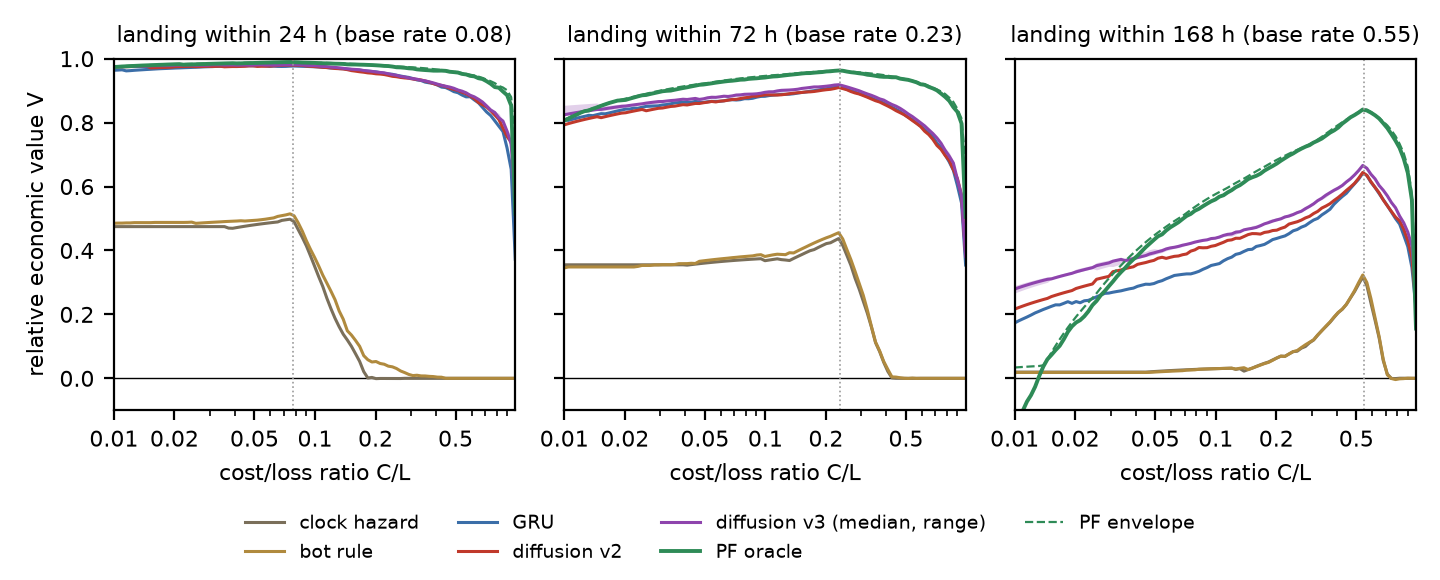 landing within 24 h (base rate 0.08)
landing within 72 h (base rate 0.23)
landing within 168 h (base rate 0.55)
relative economic value V
1.0
0.8
0.6
0.4
0.2
0.0
0.01 0.02 0.05 0.1 0.2 0.5
0.01 0.02 0.05 0.1 0.2 0.5
0.01 0.02 0.05 0.1 0.2 0.5
cost/loss ratio C/L
cost/loss ratio C/L
cost/loss ratio C/L
clock hazard
bot rule
GRU
diffusion v2
diffusion v3 (median, range)
PF oracle
PF envelope